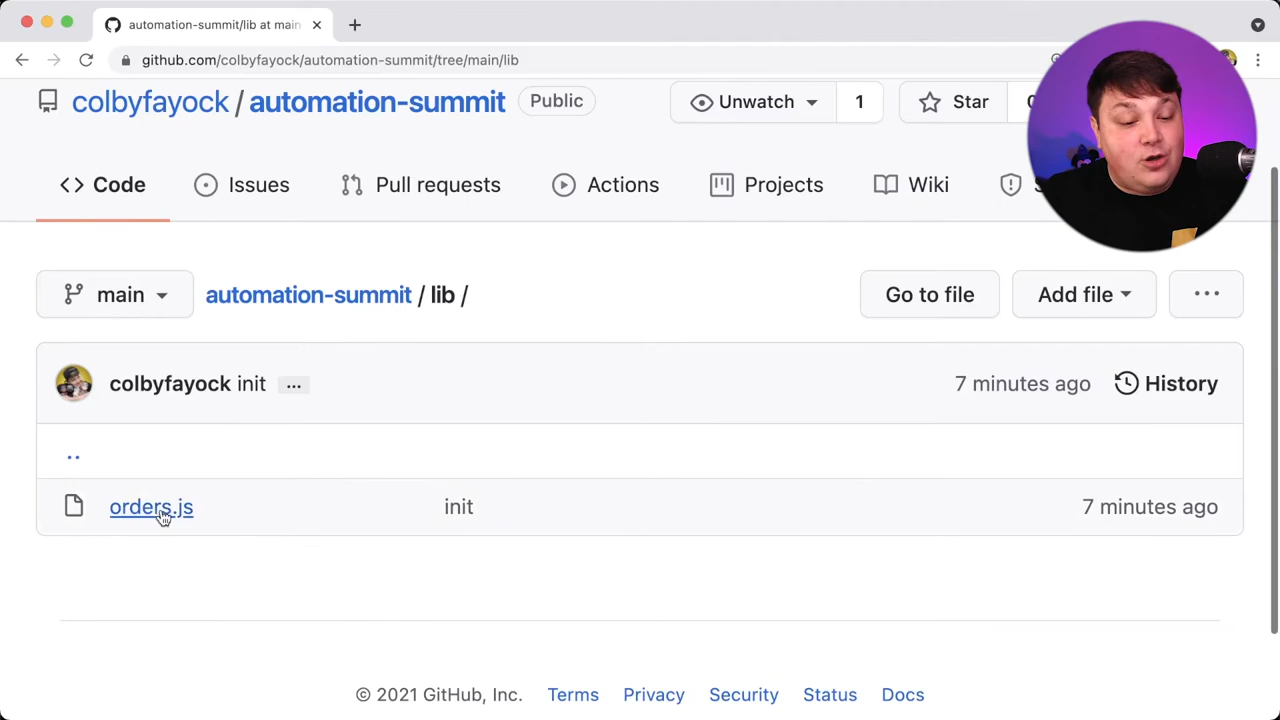 automation-summit/lib at main
github.com/colbyfayock/automation-summit/tree/main/lib
colbyfayock / automation-summit Public
Unwatch 1
Star
Code
Issues
Pull requests
Actions
Projects
Wiki
main
automation-summit / lib /
Go to file
Add file
...
colbyfayock init ...
7 minutes ago
History
..
orders.js
init
7 minutes ago
© 2021 GitHub, Inc.
Terms
Privacy
Security
Status
Docs